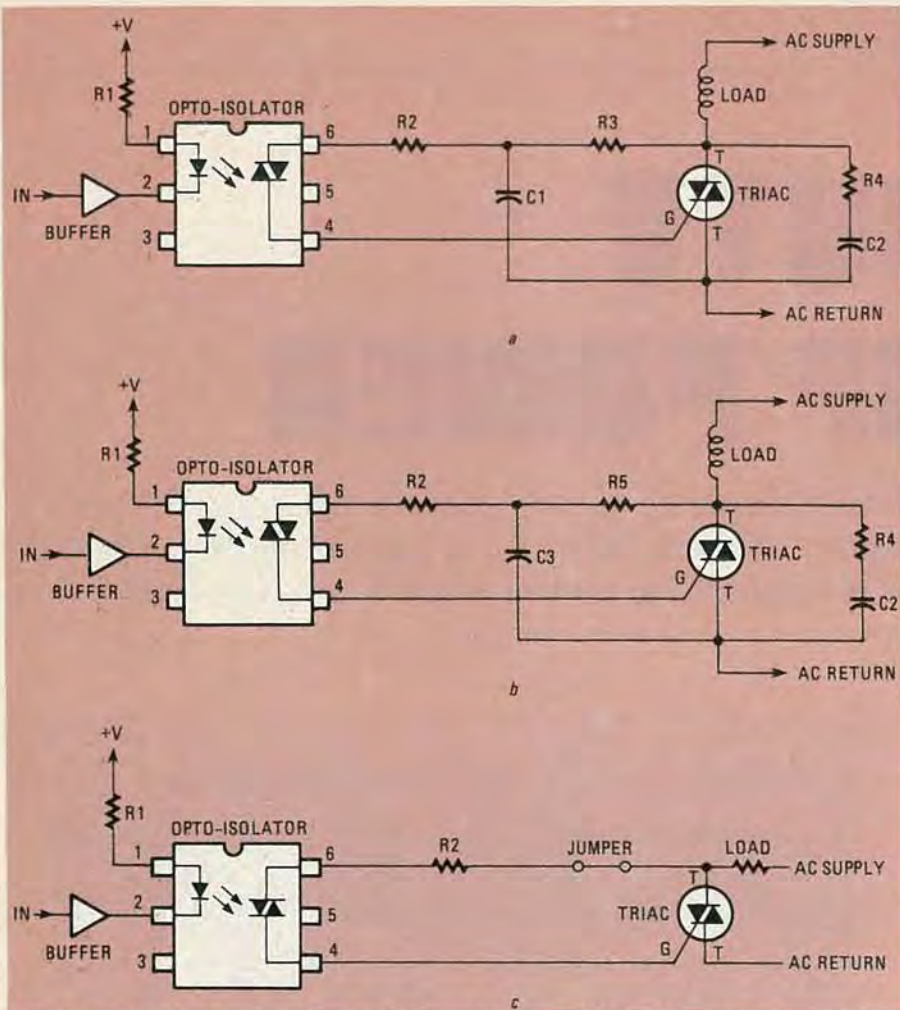 +V
R1
OPTO-ISOLATOR
1
6
R2
R3
AC SUPPLY
LOAD
T
IN
2
5
C1
TRIAC
R4
BUFFER
G
3
4
T
C2
AC RETURN
a
+V
R1
OPTO-ISOLATOR
1
6
R2
R5
AC SUPPLY
LOAD
T
IN
2
5
C3
TRIAC
R4
BUFFER
G
3
4
T
C2
AC RETURN
b
+V
R1
OPTO-ISOLATOR
1
6
R2
JUMPER
LOAD
AC SUPPLY
T
IN
2
5
TRIAC
BUFFER
G
3
4
T
AC RETURN
c